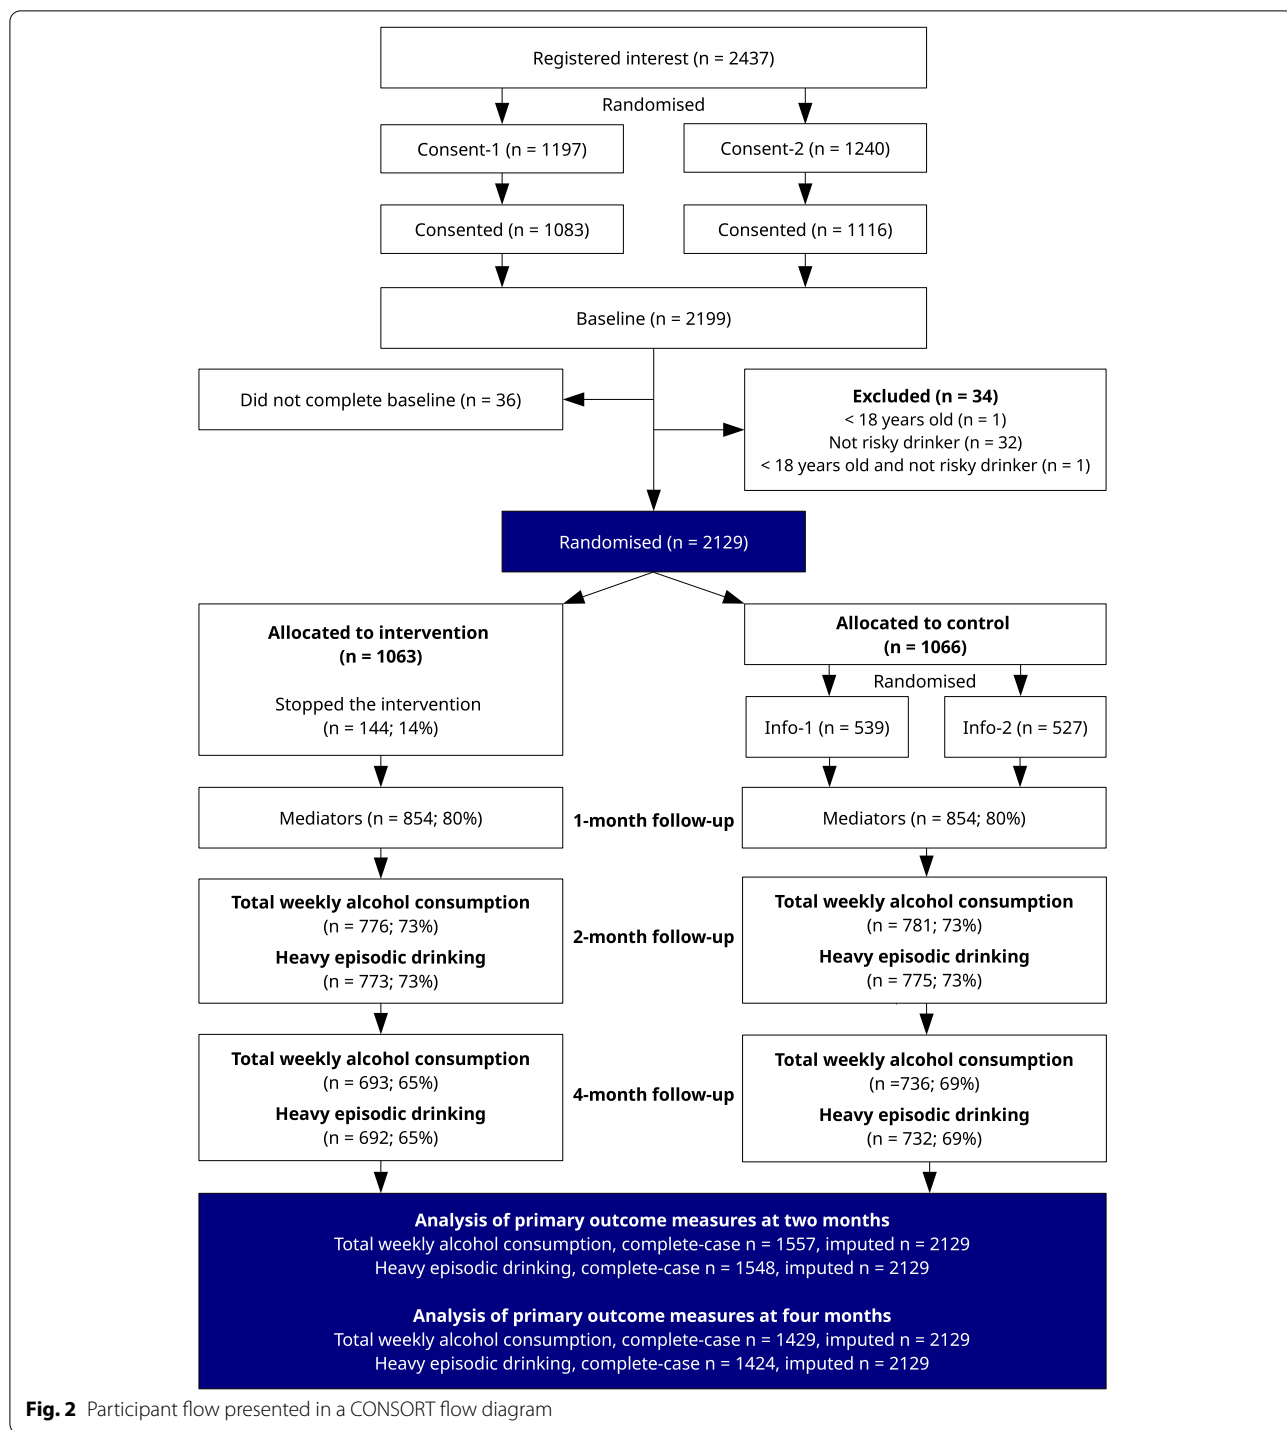 Registered interest (n = 2437)
Randomised
Consent-1 (n = 1197)
Consent-2 (n = 1240)
Consented (n = 1083)
Consented (n = 1116)
Baseline (n = 2199)
Did not complete baseline (n = 36)
Excluded (n = 34)
< 18 years old (n = 1)
Not risky drinker (n = 32)
< 18 years old and not risky drinker (n = 1)
Randomised (n = 2129)
Allocated to intervention
(n = 1063)
Stopped the intervention
(n = 144; 14%)
Allocated to control
(n = 1066)
Randomised
Info-1 (n = 539)
Info-2 (n = 527)
Mediators (n = 854; 80%)
1-month follow-up
Mediators (n = 854; 80%)
Total weekly alcohol consumption
(n = 776; 73%)
Heavy episodic drinking
(n = 773; 73%)
2-month follow-up
Total weekly alcohol consumption
(n = 781; 73%)
Heavy episodic drinking
(n = 775; 73%)
Total weekly alcohol consumption
(n = 693; 65%)
Heavy episodic drinking
(n = 692; 65%)
4-month follow-up
Total weekly alcohol consumption
(n =736; 69%)
Heavy episodic drinking
(n = 732; 69%)
Analysis of primary outcome measures at two months
Total weekly alcohol consumption, complete-case n = 1557, imputed n = 2129
Heavy episodic drinking, complete-case n = 1548, imputed n = 2129
Analysis of primary outcome measures at four months
Total weekly alcohol consumption, complete-case n = 1429, imputed n = 2129
Heavy episodic drinking, complete-case n = 1424, imputed n = 2129
Fig. 2 Participant flow presented in a CONSORT flow diagram